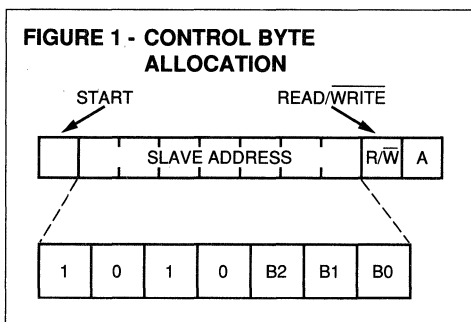 FIGURE 1 - CONTROL BYTE
ALLOCATION
START READ/WRITE
SLAVE ADDRESS R/W A
1 0 1 0 B2 B1 B0